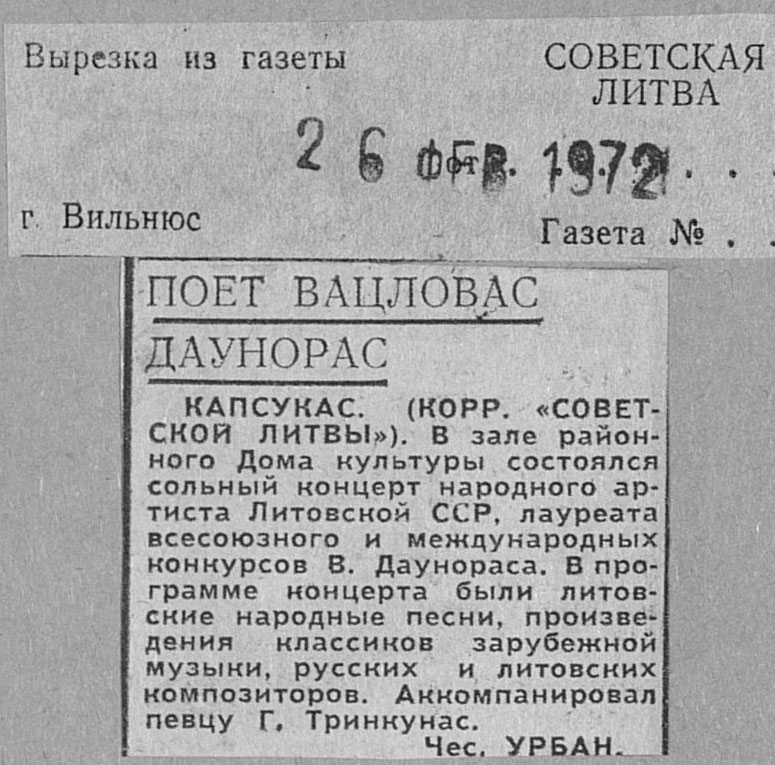 Вырезка из газеты
СОВЕТСКАЯ
ЛИТВА
26 ФЕВ. 1972 . . .
г. Вильнюс
Газета № . .
ПОЕТ ВАЦЛОВАС
ДАУНОРАС
КАПСУКАС. (КОРР. «СОВЕТ-
СКОЙ ЛИТВЫ»). В зале район-
ного Дома культуры состоялся
сольный концерт народного ар-
тиста Литовской ССР, лауреата
всесоюзного и международных
конкурсов В. Даунораса. В про-
грамме концерта были литов-
ские народные песни, произве-
дения классиков зарубежной
музыки, русских и литовских
композиторов. Аккомпанировал
певцу Г. Тринкунас.
Чес. УРБАН.